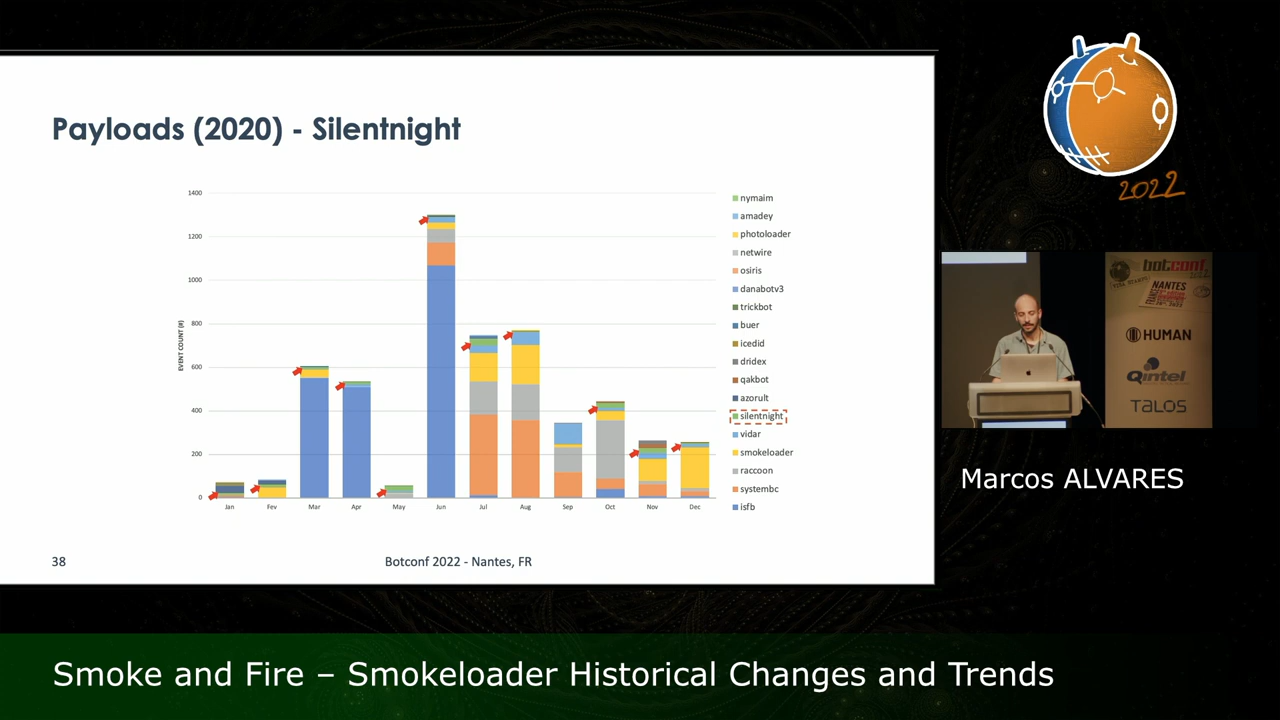 Payloads (2020) - Silentnight
1400
1200
1000
800
600
400
200
0
EVENT COUNT (#)
Jan
Fev
Mar
Apr
May
Jun
Jul
Aug
Sep
Oct
Nov
Dec
nymaim
amadey
photoloader
netwire
osiris
danabotv3
trickbot
buer
icedid
dridex
qakbot
azorult
silentnight
vidar
smokeloader
raccoon
systembc
isfb
38
Botconf 2022 - Nantes, FR
2022
botconf
NANTES
HUMAN
Qintel
TALOS
Marcos ALVARES
Smoke and Fire – Smokeloader Historical Changes and Trends